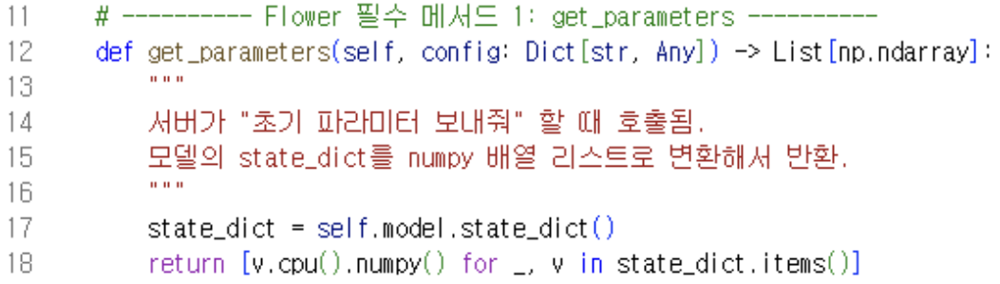 11 # ---------- Flower 필수 메서드 1: get_parameters ----------
12 def get_parameters(self, config: Dict[str, Any]) -> List[np.ndarray]:
13 """
14 서버가 "초기 파라미터 보내줘" 할 때 호출됨.
15 모델의 state_dict를 numpy 배열 리스트로 변환해서 반환.
16 """
17 state_dict = self.model.state_dict()
18 return [v.cpu().numpy() for _, v in state_dict.items()]